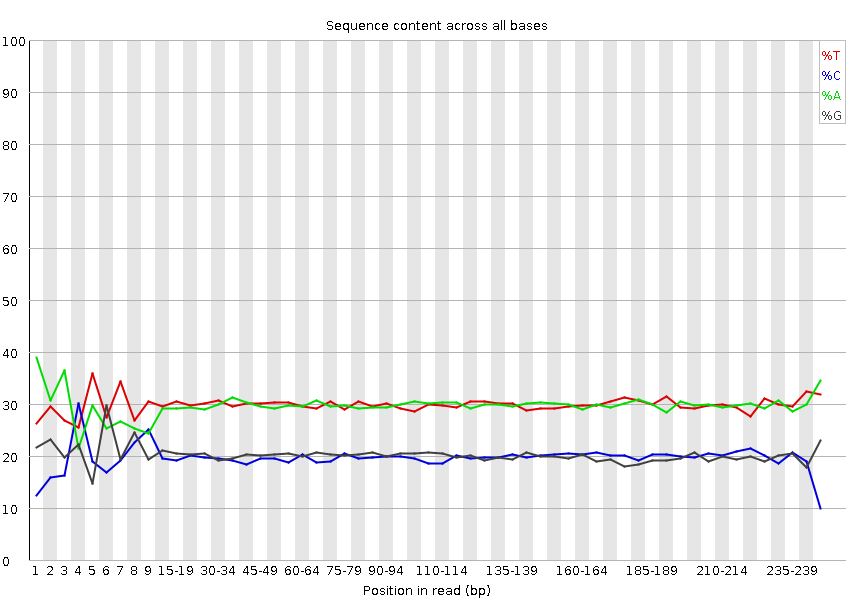 Sequence content across all bases
100
90
80
70
60
50
40
30
20
10
0
%T
%C
%A
%G
1 2 3 4 5 6 7 8 9 15-19 30-34 45-49 60-64 75-79 90-94 110-114 135-139 160-164 185-189 210-214 235-239
Position in read (bp)